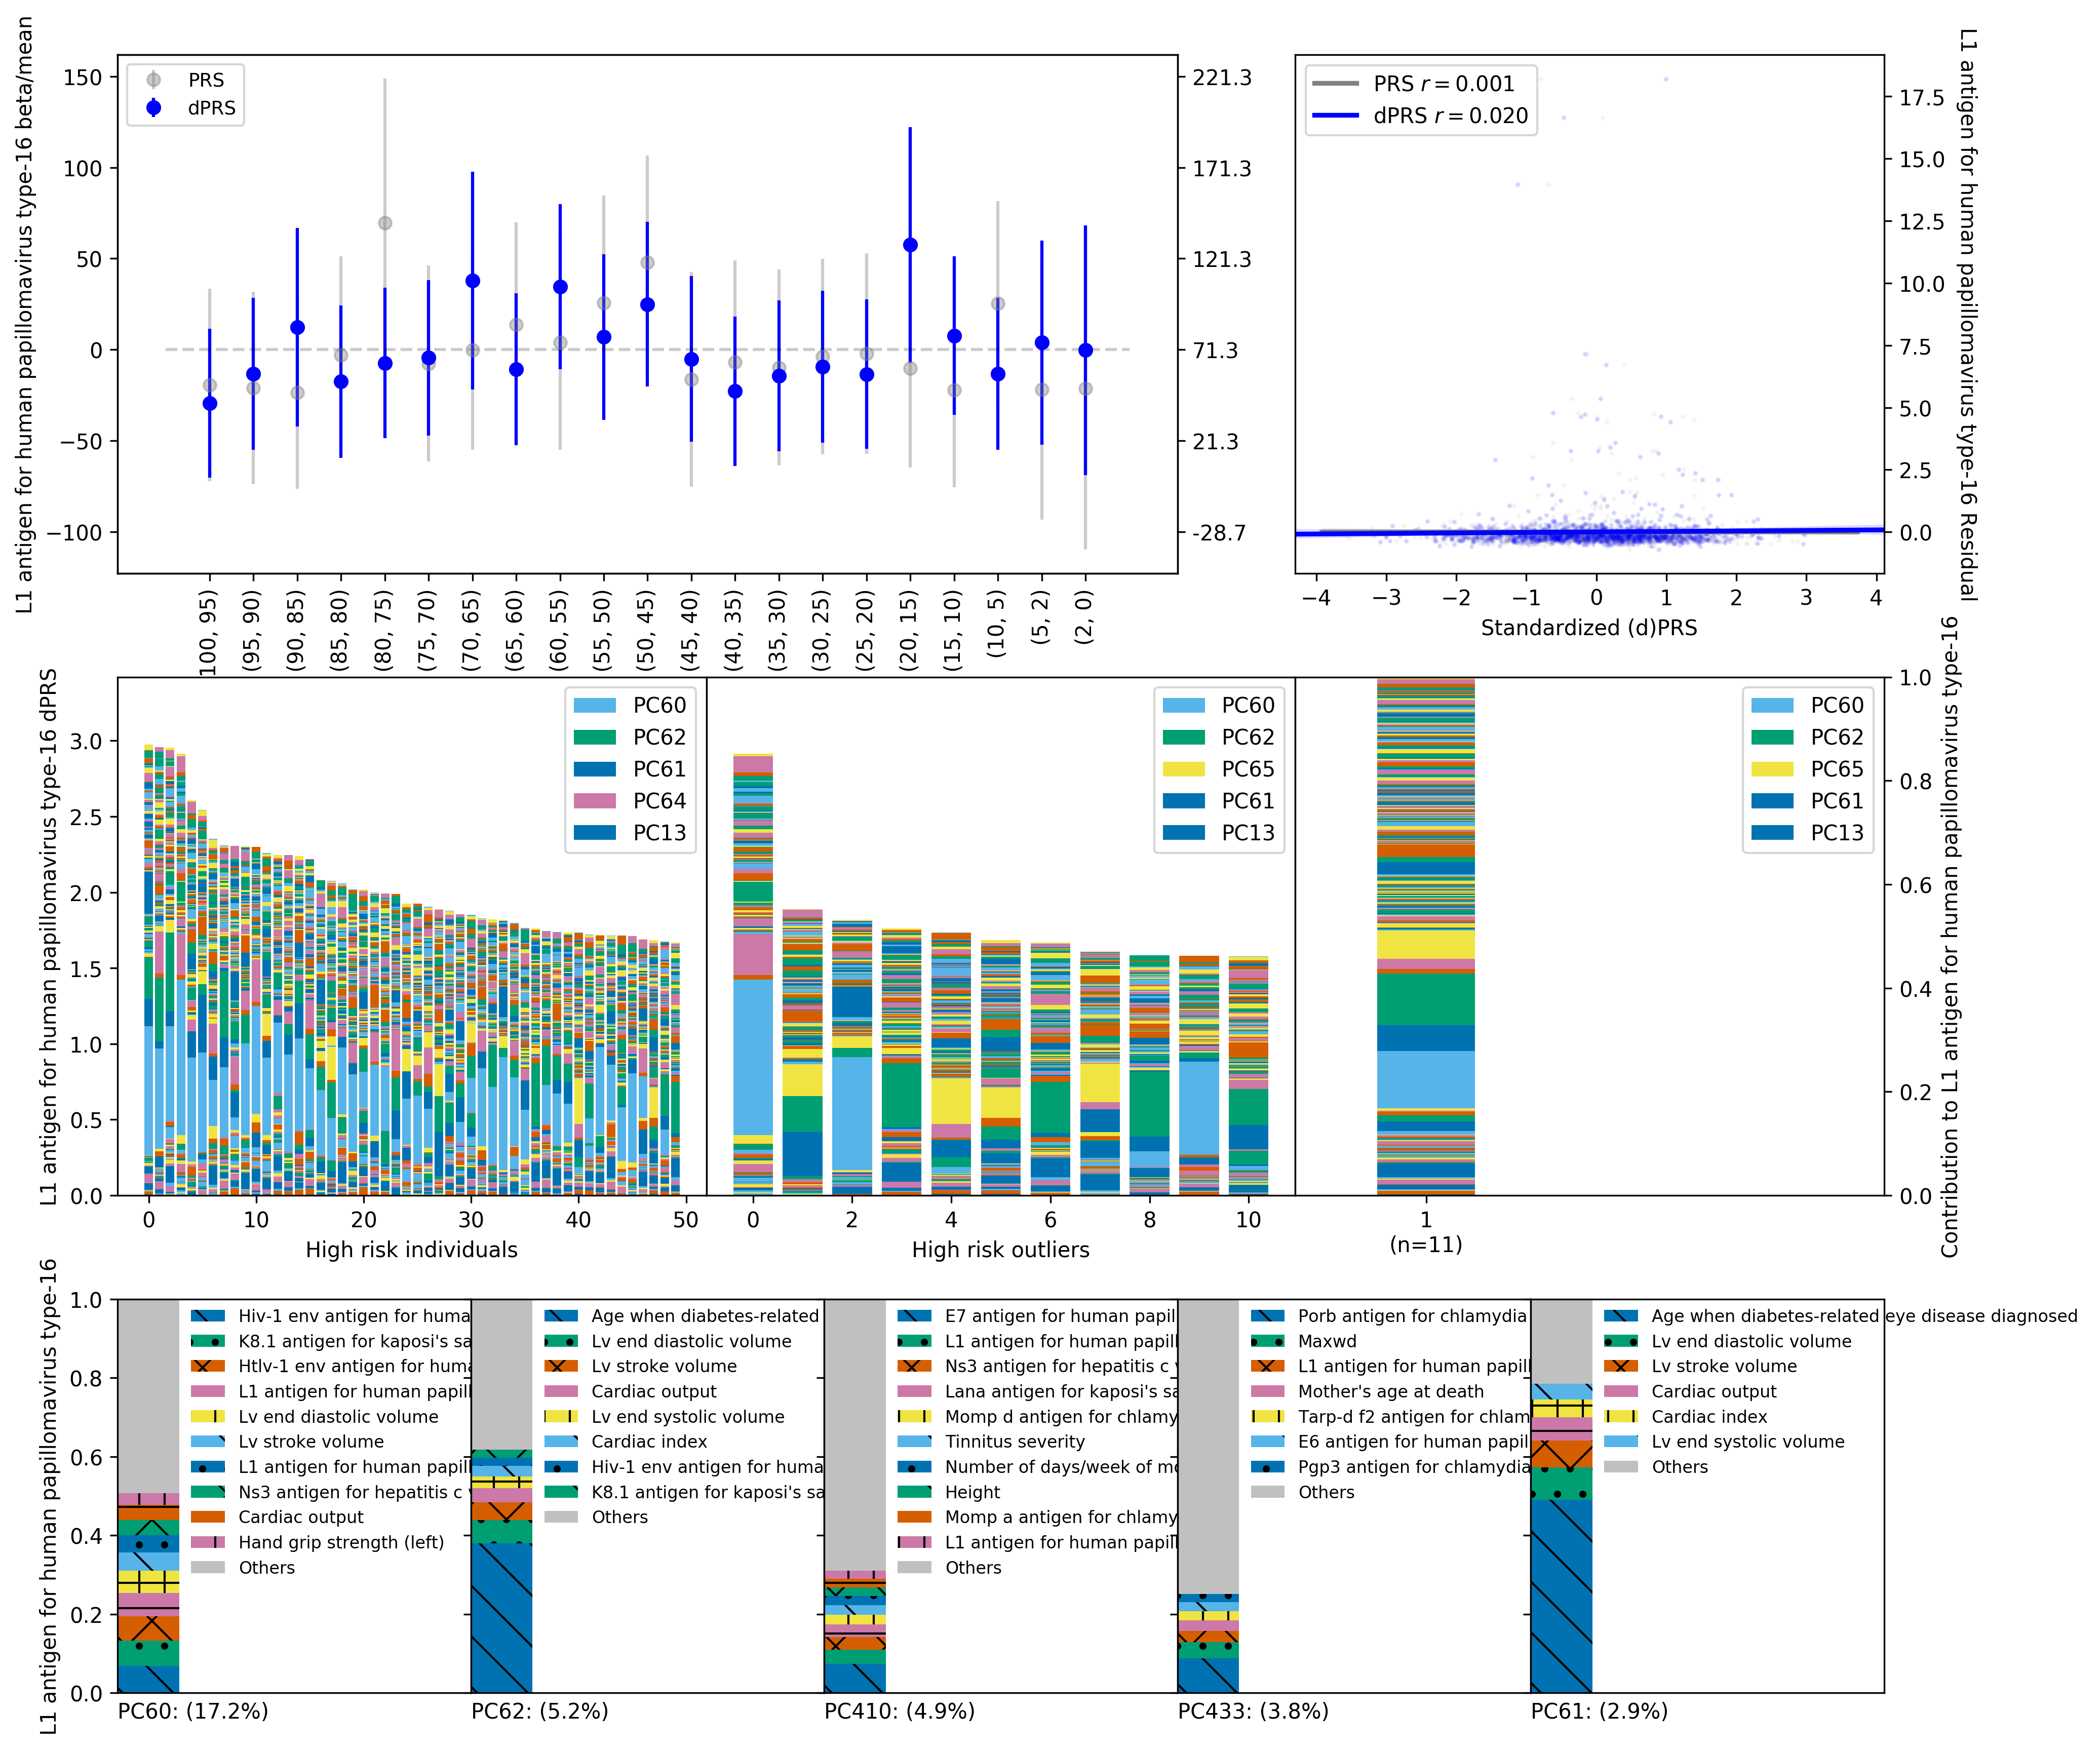 L1 antigen for human papillomavirus type-16 beta/mean
150
100
50
0
−50
−100
PRS
dPRS
221.3
171.3
121.3
71.3
21.3
-28.7
100, 95)
(95, 90)
(90, 85)
(85, 80)
(80, 75)
(75, 70)
(70, 65)
(65, 60)
(60, 55)
(55, 50)
(50, 45)
(45, 40)
(40, 35)
(35, 30)
(30, 25)
(25, 20)
(20, 15)
(15, 10)
(10, 5)
(5, 2)
(2, 0)
PRS r = 0.001
dPRS r = 0.020
17.5
15.0
12.5
10.0
7.5
5.0
2.5
0.0
L1 antigen for human papillomavirus type-16 Residual
−4 −3 −2 −1 0 1 2 3 4
Standardized (d)PRS
L1 antigen for human papillomavirus type-16 dPRS
3.0
2.5
2.0
1.5
1.0
0.5
0.0
PC60
PC62
PC61
PC64
PC13
0 10 20 30 40 50
High risk individuals
PC60
PC62
PC65
PC61
PC13
0 2 4 6 8 10
High risk outliers
PC60
PC62
PC65
PC61
PC13
1
(n=11)
1.0
0.8
0.6
0.4
0.2
0.0
Contribution to L1 antigen for human papillomavirus type-16
L1 antigen for human papillomavirus type-16
1.0
0.8
0.6
0.4
0.2
0.0
Hiv-1 env antigen for huma
K8.1 antigen for kaposi's sa
Htlv-1 env antigen for huma
L1 antigen for human papill
Lv end diastolic volume
Lv stroke volume
L1 antigen for human papill
Ns3 antigen for hepatitis c v
Cardiac output
Hand grip strength (left)
Others
PC60: (17.2%)
Age when diabetes-related
Lv end diastolic volume
Lv stroke volume
Cardiac output
Lv end systolic volume
Cardiac index
Hiv-1 env antigen for huma
K8.1 antigen for kaposi's sa
Others
PC62: (5.2%)
E7 antigen for human papil
L1 antigen for human papill
Ns3 antigen for hepatitis c v
Lana antigen for kaposi's sa
Momp d antigen for chlamy
Tinnitus severity
Number of days/week of mo
Height
Momp a antigen for chlamy
L1 antigen for human papill
Others
PC410: (4.9%)
Porb antigen for chlamydia
Maxwd
L1 antigen for human papill
Mother's age at death
Tarp-d f2 antigen for chlam
E6 antigen for human papil
Pgp3 antigen for chlamydia
Others
PC433: (3.8%)
Age when diabetes-related eye disease diagnosed
Lv end diastolic volume
Lv stroke volume
Cardiac output
Cardiac index
Lv end systolic volume
Others
PC61: (2.9%)